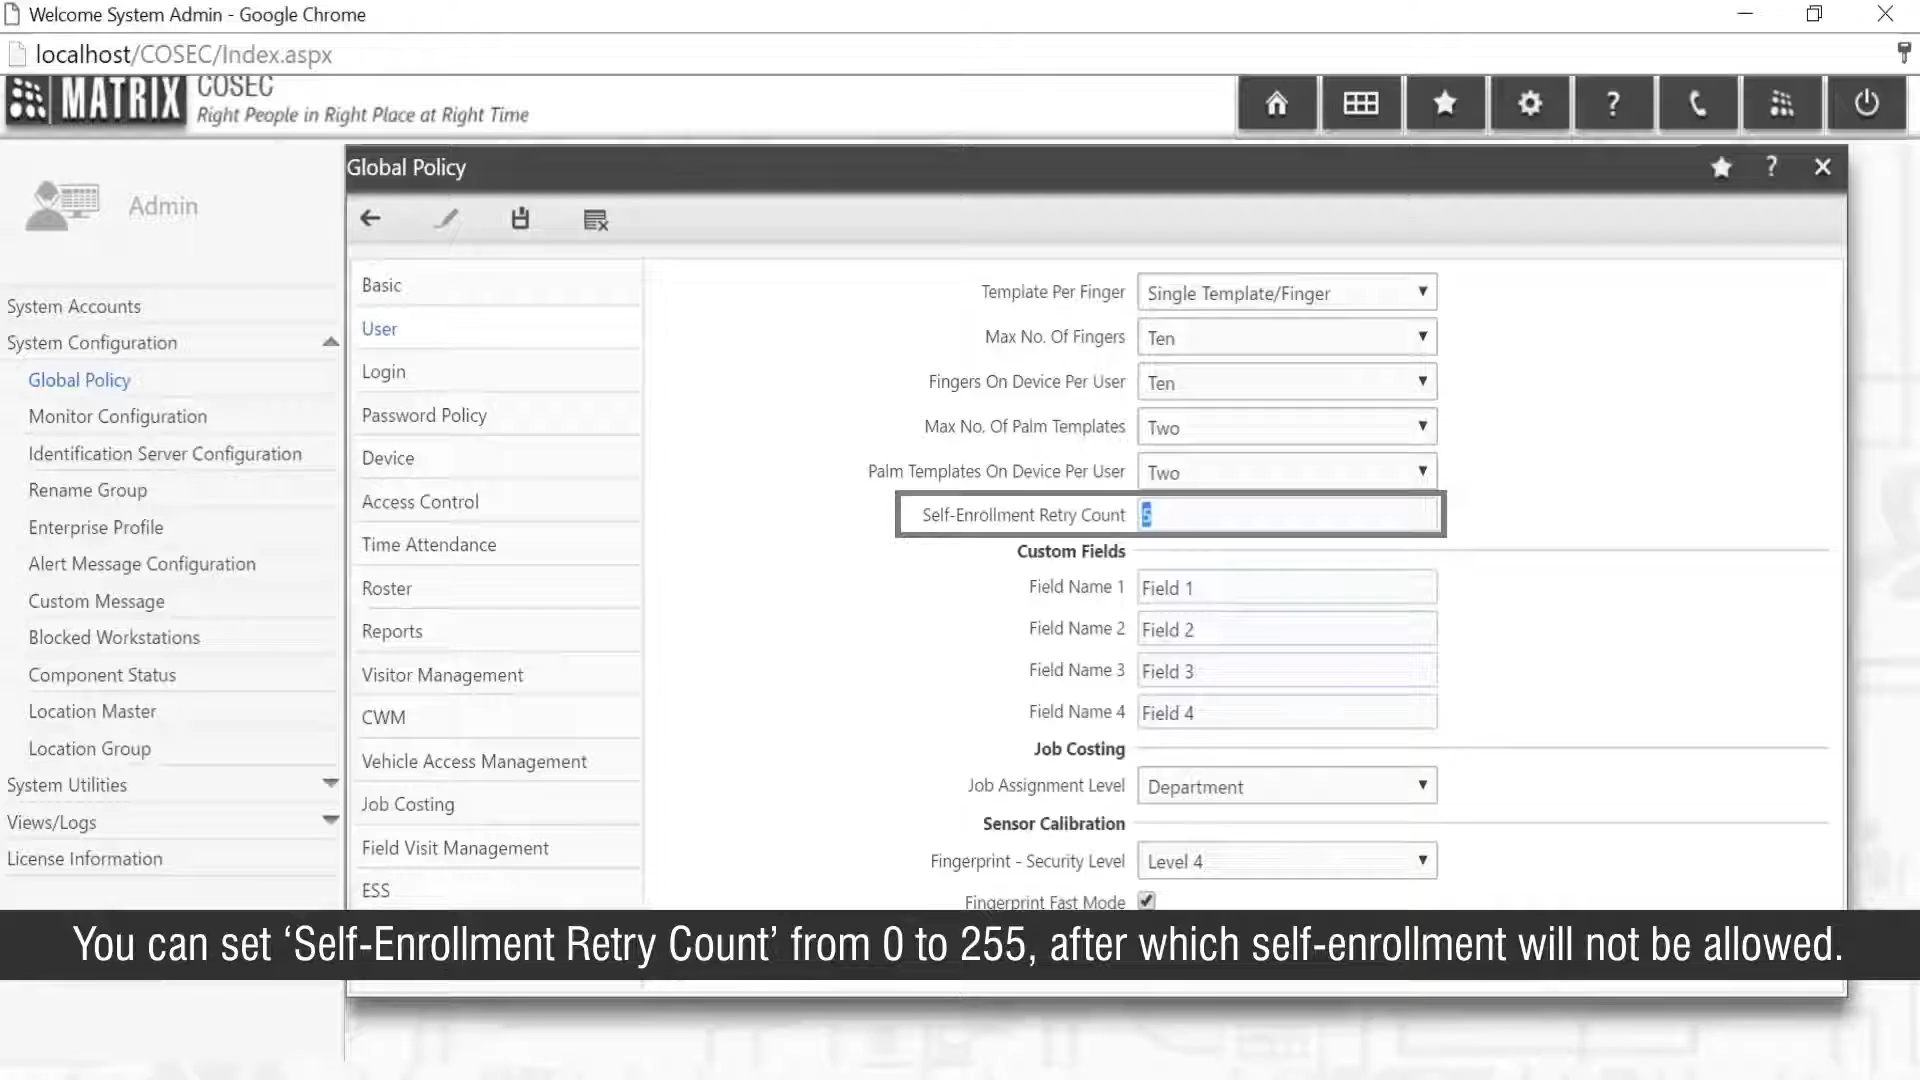 Welcome System Admin - Google Chrome
localhost/COSEC/Index.aspx
MATRIX
COSEC
Right People in Right Place at Right Time
?
Global Policy
?
Admin
System Accounts
System Configuration
Global Policy
Monitor Configuration
Identification Server Configuration
Rename Group
Enterprise Profile
Alert Message Configuration
Custom Message
Blocked Workstations
Component Status
Location Master
Location Group
System Utilities
Views/Logs
License Information
Basic
User
Login
Password Policy
Device
Access Control
Time Attendance
Roster
Reports
Visitor Management
CWM
Vehicle Access Management
Job Costing
Field Visit Management
ESS
Template Per Finger Single Template/Finger
Max No. Of Fingers Ten
Fingers On Device Per User Ten
Max No. Of Palm Templates Two
Palm Templates On Device Per User Two
Self-Enrollment Retry Count 5
Custom Fields
Field Name 1 Field 1
Field Name 2 Field 2
Field Name 3 Field 3
Field Name 4 Field 4
Job Costing
Job Assignment Level Department
Sensor Calibration
Fingerprint - Security Level Level 4
Fingerprint Fast Mode
You can set ‘Self-Enrollment Retry Count’ from 0 to 255, after which self-enrollment will not be allowed.